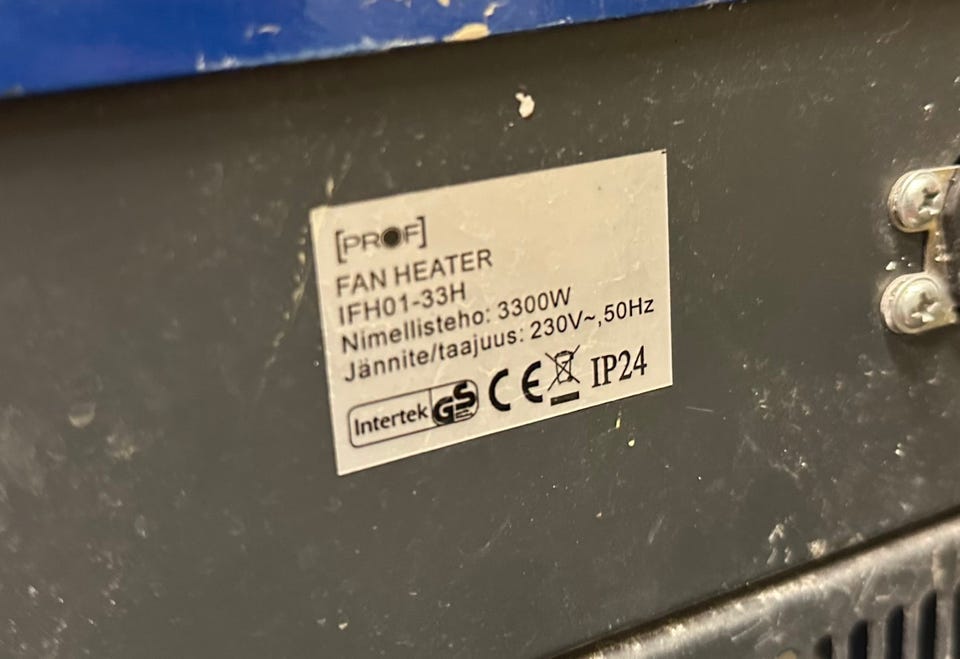 [PROF]
FAN HEATER
IFH01-33H
Nimellisteho: 3300W
Jännite/taajuus: 230V~,50Hz
Intertek GS CE IP24